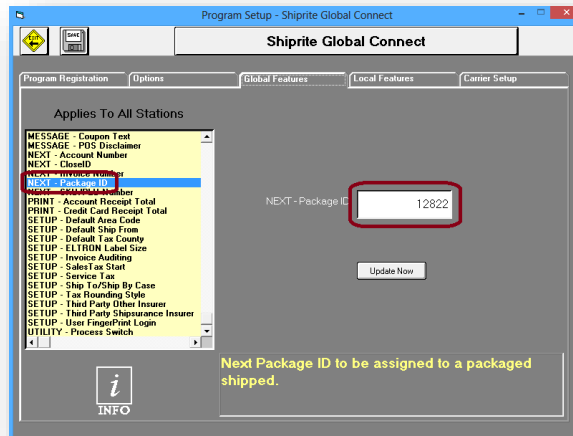 Program Setup - Shiprite Global Connect
EXIT
SAVE
Shiprite Global Connect
Program Registration
Options
Global Features
Local Features
Carrier Setup
Applies To All Stations
MESSAGE - Coupon Text
MESSAGE - POS Disclaimer
NEXT - Account Number
NEXT - CloseID
NEXT - Invoice Number
NEXT - Package ID
NEXT - SKU/PLU Number
PRINT - Account Receipt Total
PRINT - Credit Card Receipt Total
SETUP - Default Area Code
SETUP - Default Ship From
SETUP - Default Tax County
SETUP - ELTRON Label Size
SETUP - Invoice Auditing
SETUP - SalesTax Start
SETUP - Service Tax
SETUP - Ship To/Ship By Case
SETUP - Tax Rounding Style
SETUP - Third Party Other Insurer
SETUP - Third Party Shipsurance Insurer
SETUP - User FingerPrint Login
UTILITY - Process Switch
NEXT - Package ID
12822
Update Now
i
INFO
Next Package ID to be assigned to a packaged
shipped.